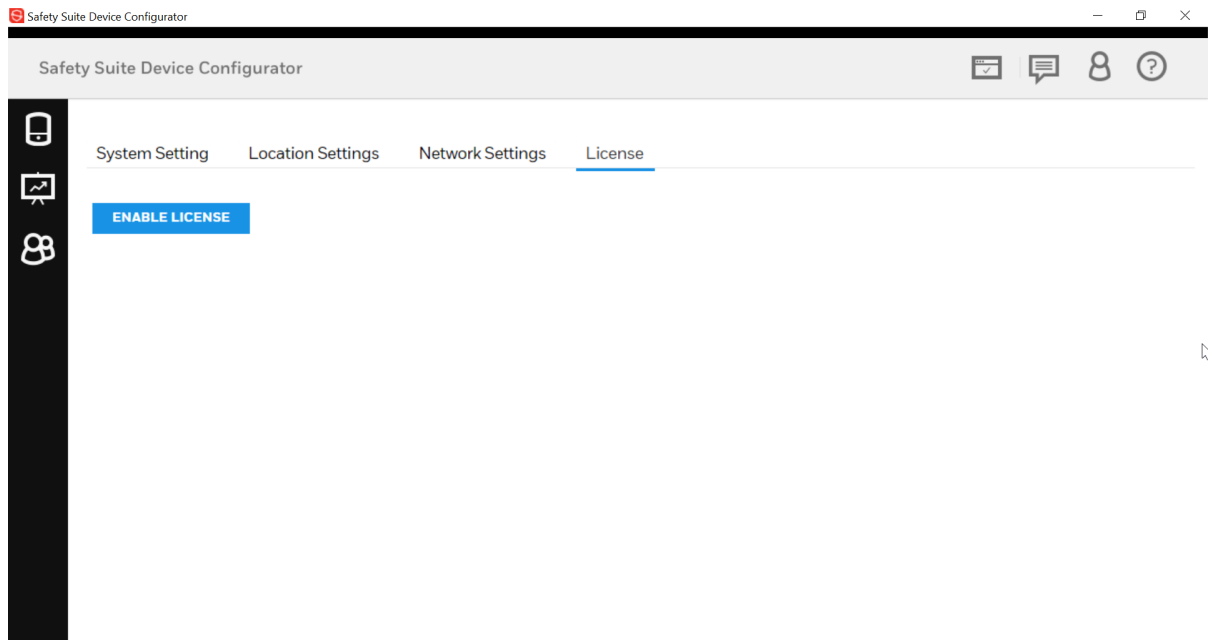 Safety Suite Device Configurator
Safety Suite Device Configurator
System Setting Location Settings Network Settings License
ENABLE LICENSE